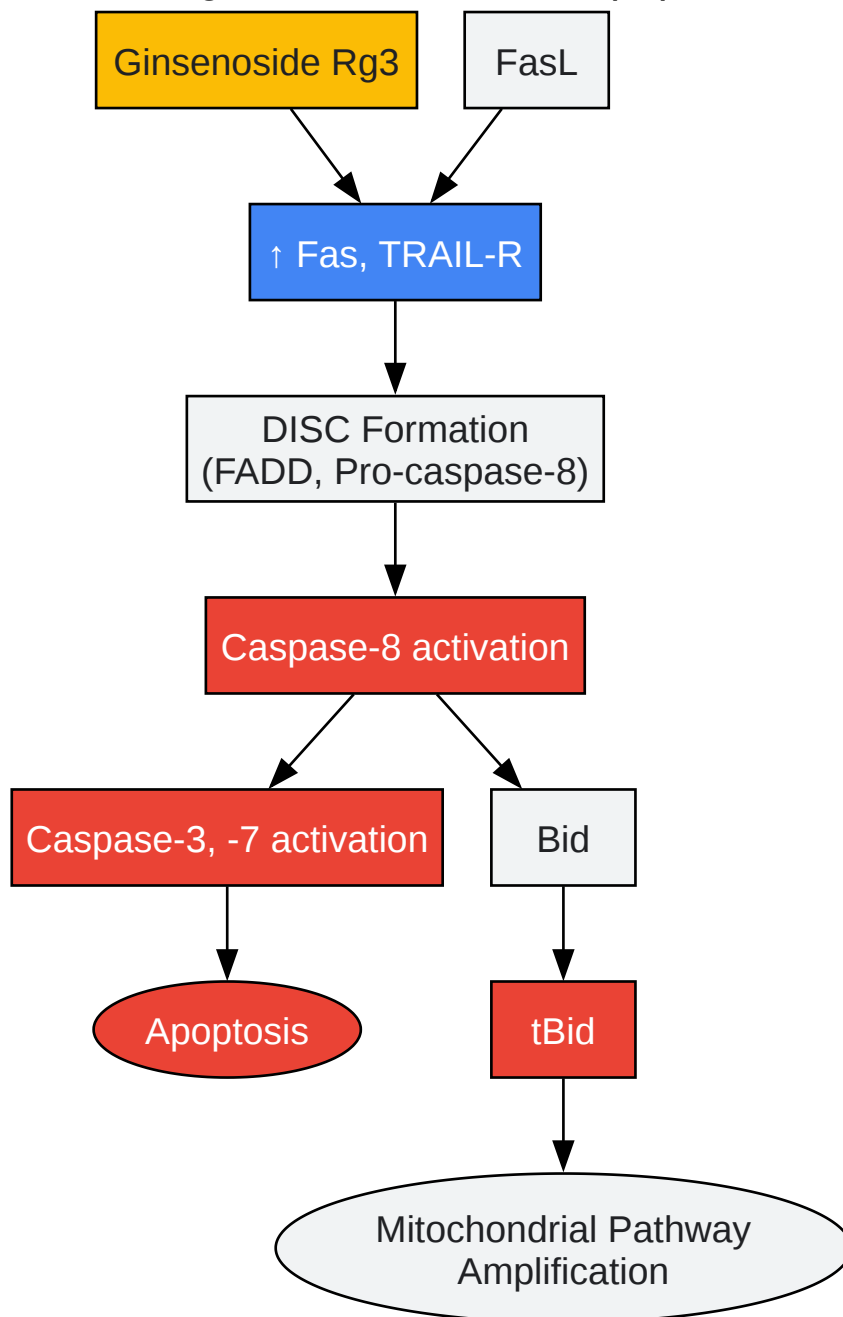 Ginsenoside Rg3
FasL
↑ Fas, TRAIL-R
DISC Formation
(FADD, Pro-caspase-8)
Caspase-8 activation
Caspase-3, -7 activation
Bid
Apoptosis
tBid
Mitochondrial Pathway
Amplification